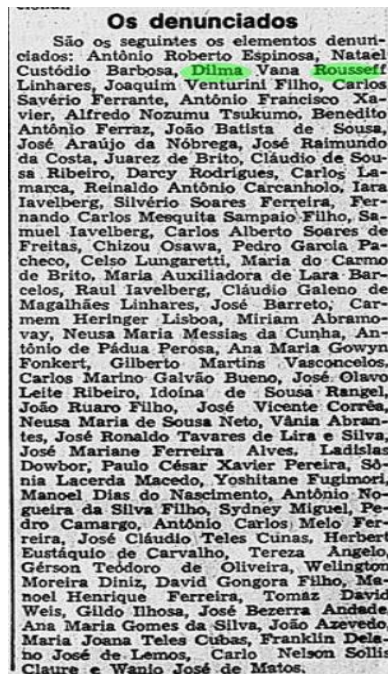 Os denunciados
São os seguintes os elementos denun-
ciados: Antônio Roberto Espinosa, Natael
Custódio Barbosa, Dilma Vana Rousseff
Linhares, Joaquim Venturini Filho, Carlos
Savério Ferrante, Antônio Francisco Xa-
vier, Alfredo Nozumu Tsukumo, Benedito
Antônio Ferraz, João Batista de Sousa,
José Araújo da Nóbrega, José Raimundo
da Costa, Juarez de Brito, Cláudio de Sou-
sa Ribeiro, Darcy Rodrigues, Carlos La-
marca, Reinaldo Antônio Carcanholo, Iara
Iavelberg, Silvério Soares Ferreira, Fer-
nando Carlos Mesquita Sampaio Filho, Sa-
muel Iavelberg, Carlos Alberto Soares de
Freitas, Chizou Osawa, Pedro Garcia Pa-
checo, Celso Lungaretti, Maria do Carmo
de Brito, Maria Auxiliadora de Lara Bar-
celos, Raul Iavelberg, Cláudio Galeno de
Magalhães Linhares, José Barreto, Car-
mem Heringer Lisboa, Míriam Abramo-
vay, Neusa Maria Messias da Cunha, An-
tônio de Pádua Perosa, Ana Maria Gowyn
Fonkert, Gilberto Martins Vasconcelos,
Carlos Marino Galvão Bueno, José Olavo
Leite Ribeiro, Idoína de Sousa Rangel,
João Ruaro Filho, José Vicente Corrêa,
Neusa Maria de Sousa Neto, Vânia Abran-
tes, José Ronaldo Tavares de Lira e Silva,
José Mariane Ferreira Alves, Ladislas
Dowbor, Paulo César Xavier Pereira, Sô-
nia Lacerda Macedo, Yoshitane Fugimori,
Manoel Dias do Nascimento, Antônio No-
gueira da Silva Filho, Sydney Miguel, Pe-
dro Camargo, Antônio Carlos Melo Fer-
reira, José Cláudio Teles Cunas, Herbert
Eustáquio de Carvalho, Tereza Angelo,
Gérson Teodoro de Oliveira, Welington
Moreira Diniz, David Gongora Filho, Ma-
noel Henrique Ferreira, Tomaz David
Weis, Gildo Ilhosa, José Bezerra Andade
Ana Maria Gomes da Silva, João Azevedo,
Maria Joana Teles Cubas, Franklin Dela-
no José de Lemos, Carlo Nelson Sollis
Claure e Wanio José de Matos.